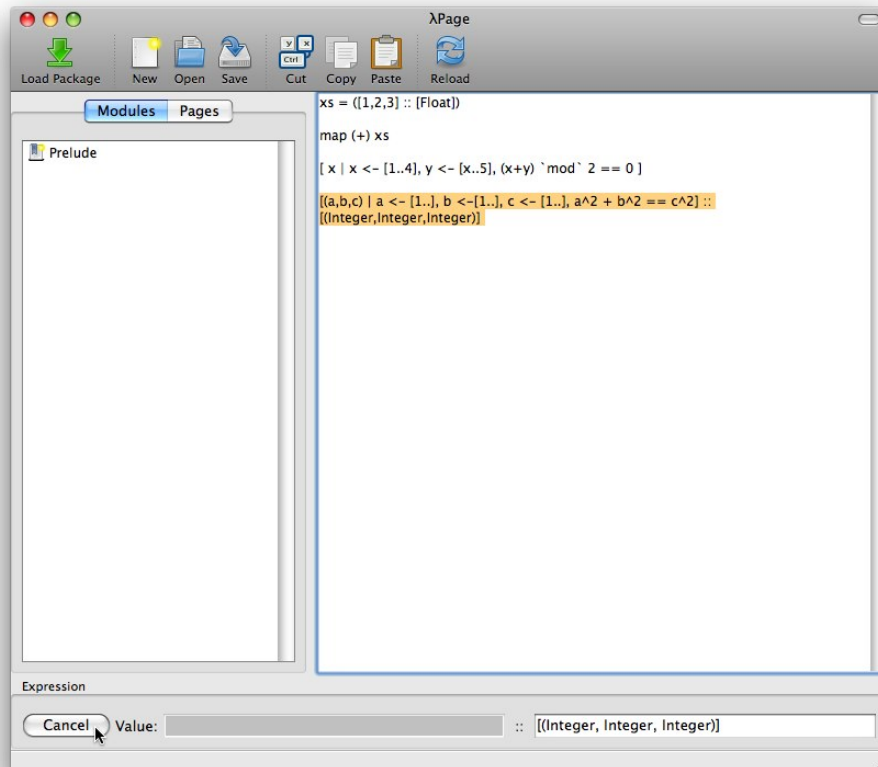 λPage
y x
Ctrl
Load Package New Open Save Cut Copy Paste Reload
Modules Pages
Prelude
xs = ([1,2,3] :: [Float])
map (+) xs
[ x | x <- [1..4], y <- [x..5], (x+y) `mod` 2 == 0 ]
[(a,b,c) | a <- [1..], b <-[1..], c <- [1..], a^2 + b^2 == c^2] ::
[(Integer,Integer,Integer)]
Expression
Cancel Value: :: [(Integer, Integer, Integer)]